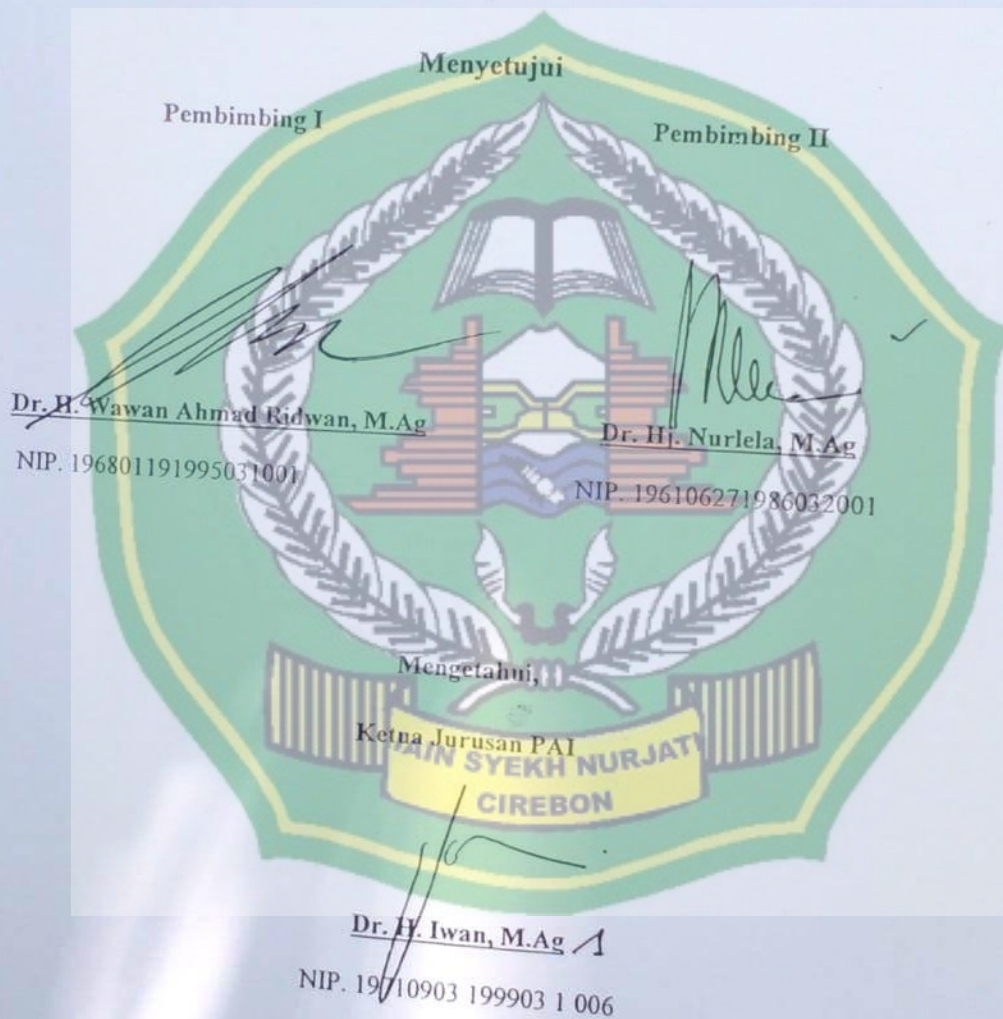 Menyetujui
Pembimbing I
Pembimbing II
Dr. H. Wawan Ahmad Ridwan, M.Ag
NIP. 196801191995031001
Dr. Hj. Nurlela, M.Ag
NIP. 196106271986032001
Mengetahui,
Ketua Jurusan PAI
IAIN SYEKH NURJATI
CIREBON
Dr. H. Iwan, M.Ag
NIP. 19710903 199903 1 006